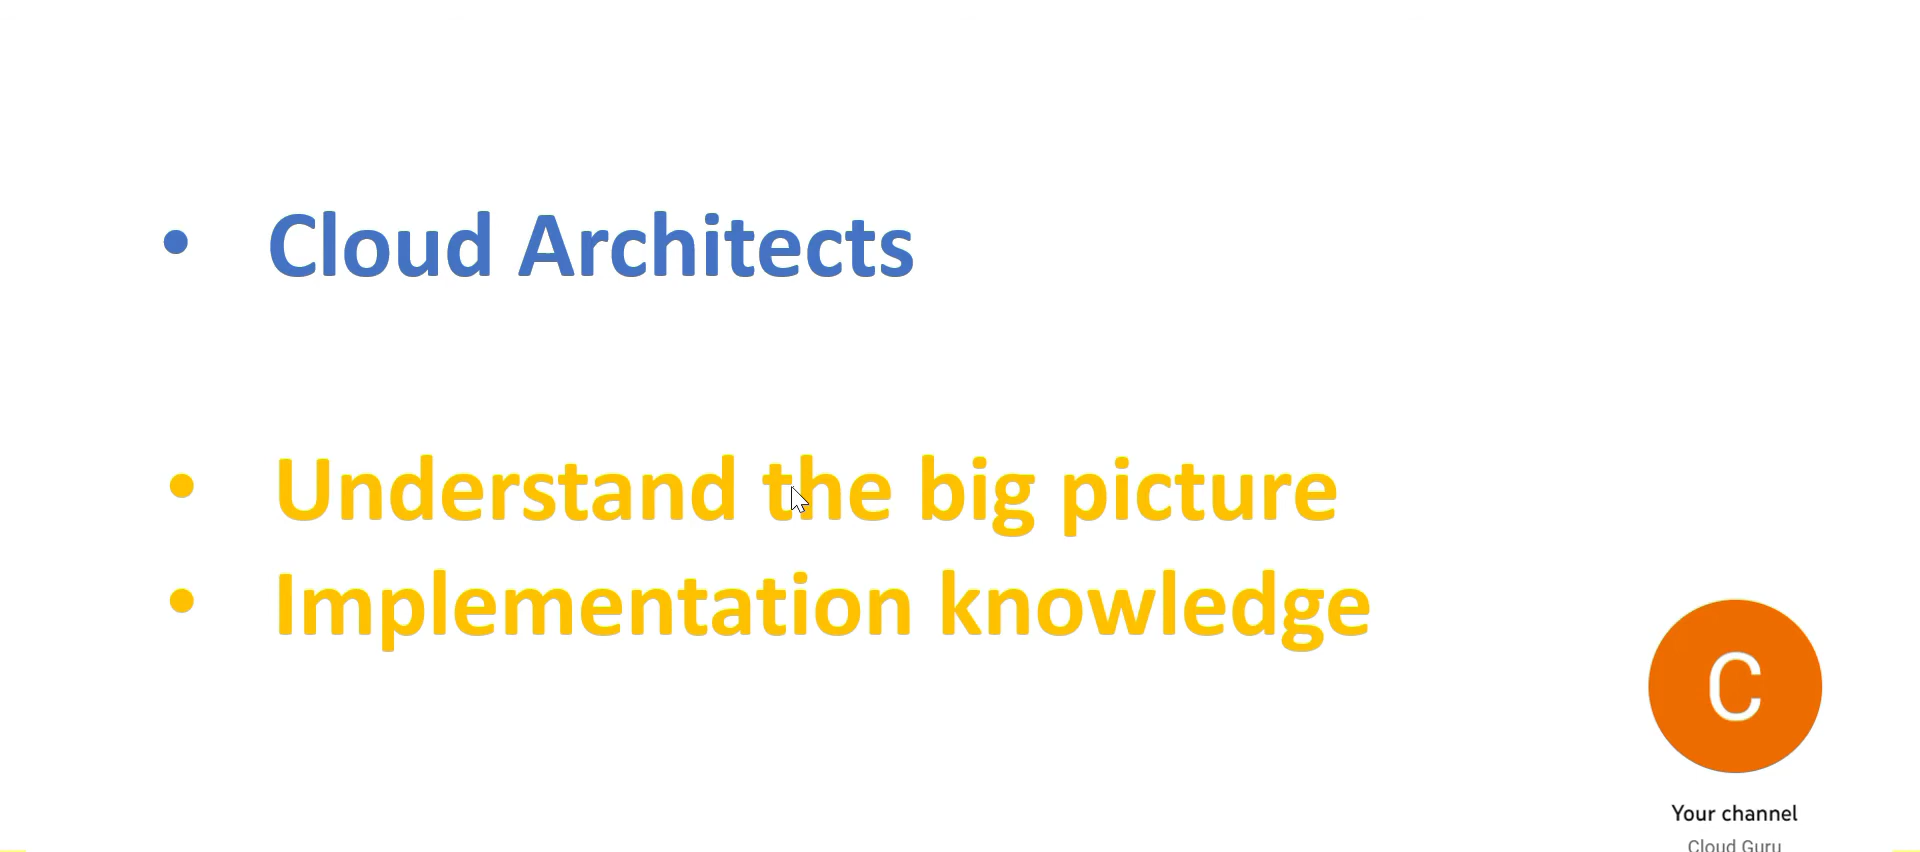 • Cloud Architects
• Understand the big picture
• Implementation knowledge
C
Your channel
Cloud Guru